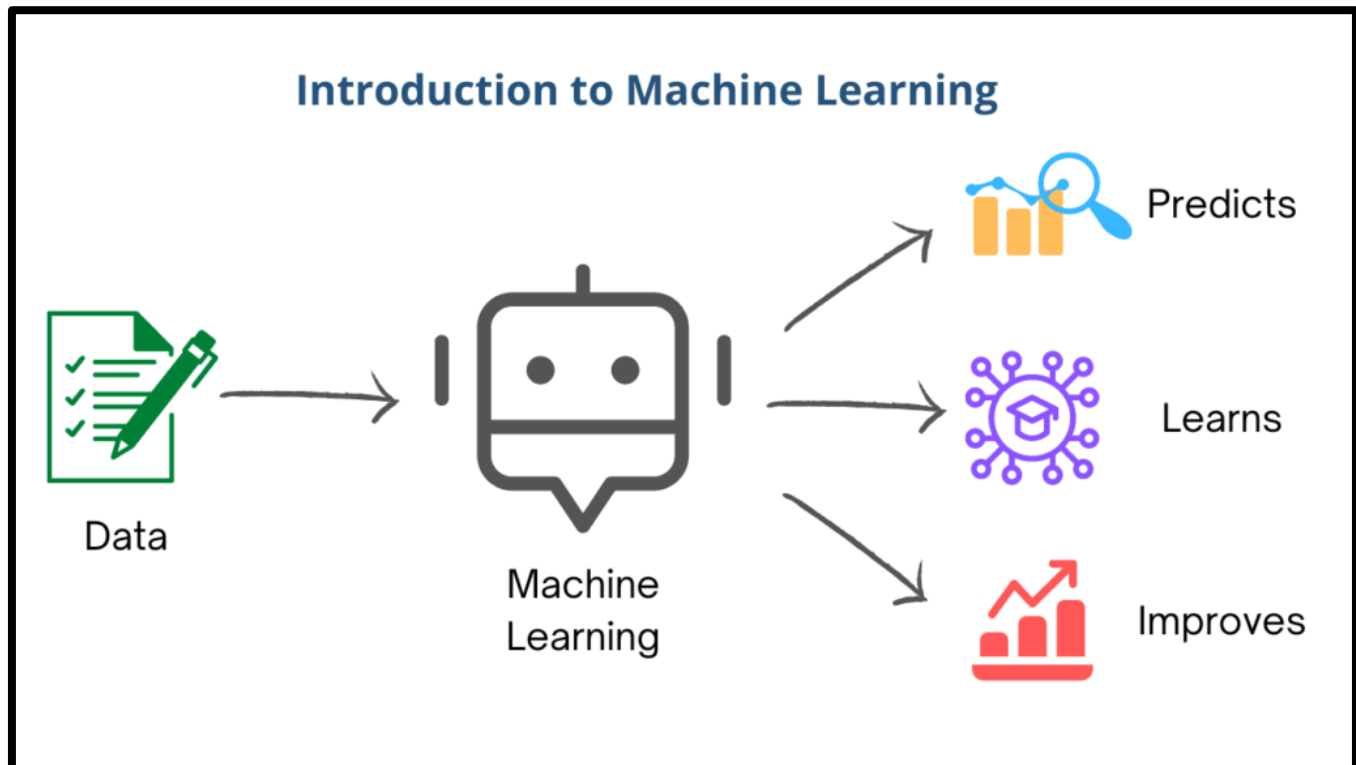 Introduction to Machine Learning
Predicts
Learns
Data
Machine
Learning
Improves